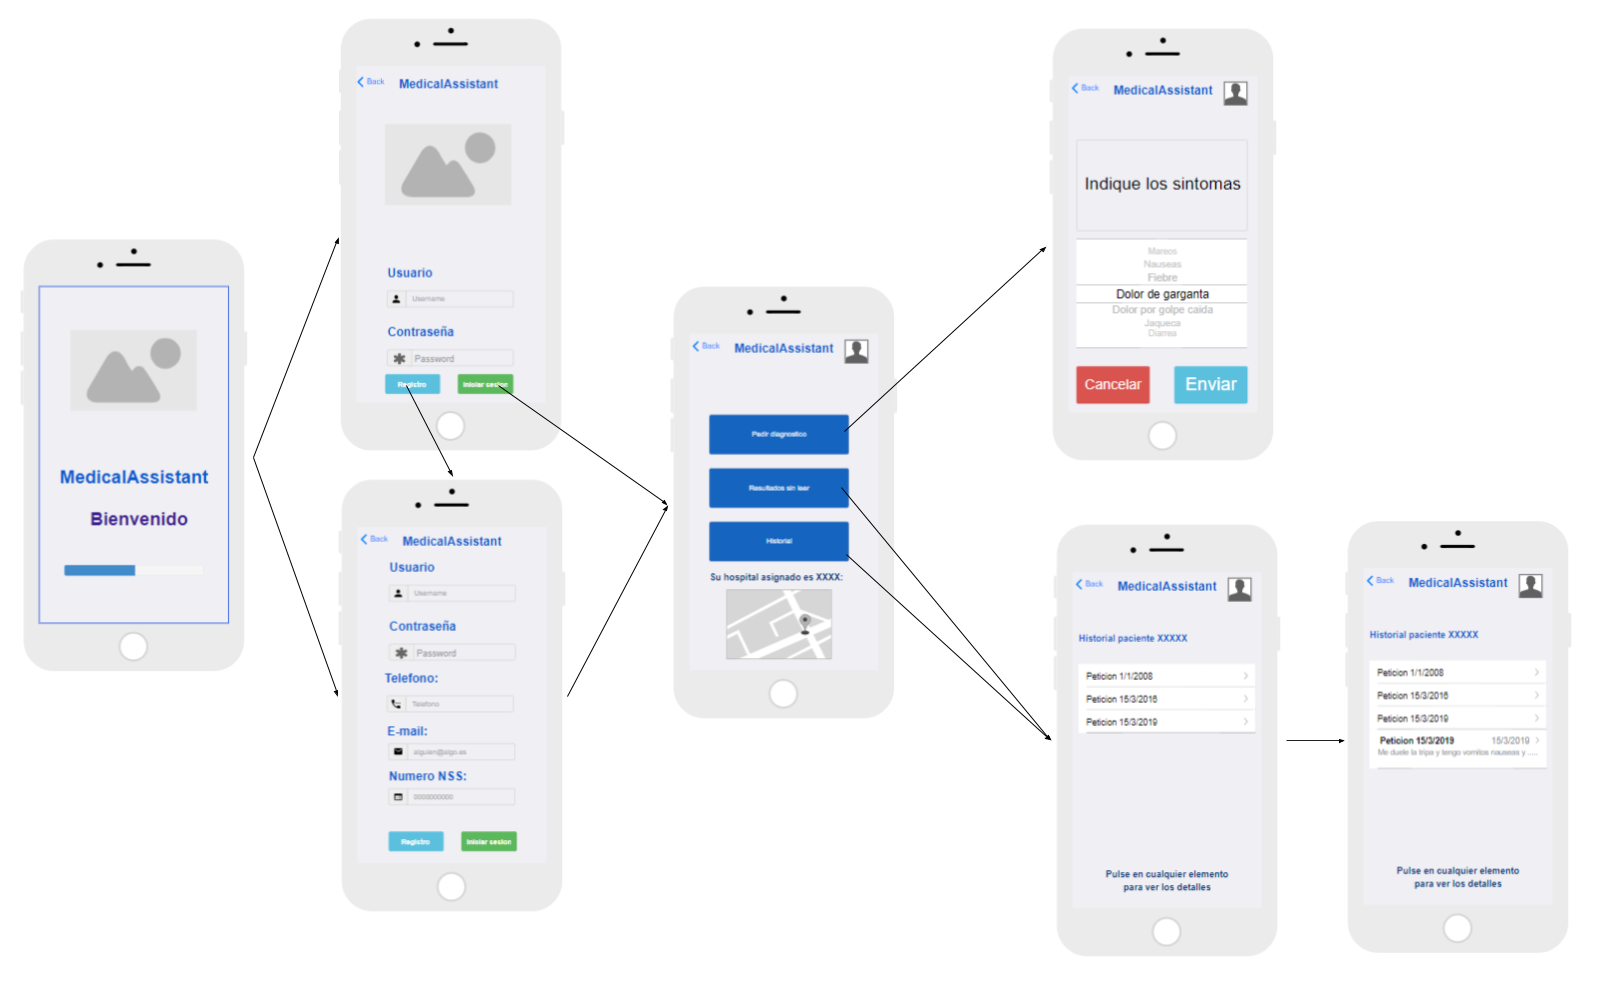 MedicalAssistant
Bienvenido
Back
MedicalAssistant
Usuario
Username
Contraseña
Password
Registro
Iniciar sesion
Back
MedicalAssistant
Usuario
Username
Contraseña
Password
Telefono:
Telefono
E-mail:
alguien@algo.es
Numero NSS:
0000000000
Registro
Iniciar sesion
Back
MedicalAssistant
Pedir diagnostico
Resultados sin leer
Historial
Su hospital asignado es XXXX:
Back
MedicalAssistant
Indique los sintomas
Mareos
Nauseas
Fiebre
Dolor de garganta
Dolor por golpe caida
Jaqueca
Diarrea
Cancelar
Enviar
Back
MedicalAssistant
Historial paciente XXXXX
Peticion 1/1/2008
Peticion 15/3/2016
Peticion 15/3/2019
Pulse en cualquier elemento
para ver los detalles
Back
MedicalAssistant
Historial paciente XXXXX
Peticion 1/1/2008
Peticion 15/3/2016
Peticion 15/3/2019
Peticion 15/3/2019 15/3/2019
Me duele la tripa y tengo vomitos nauseas y .....
Pulse en cualquier elemento
para ver los detalles